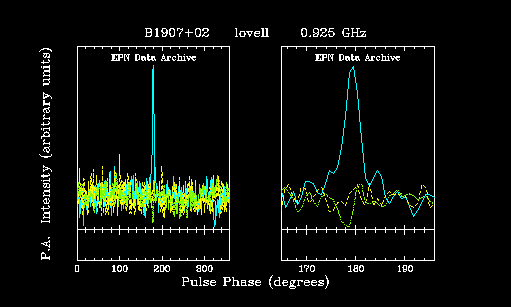 B1907+02 lovell 0.925 GHz
EPN Data Archive EPN Data Archive
P.A. Intensity (arbitrary units)
0 100 200 300 170 180 190
Pulse Phase (degrees)